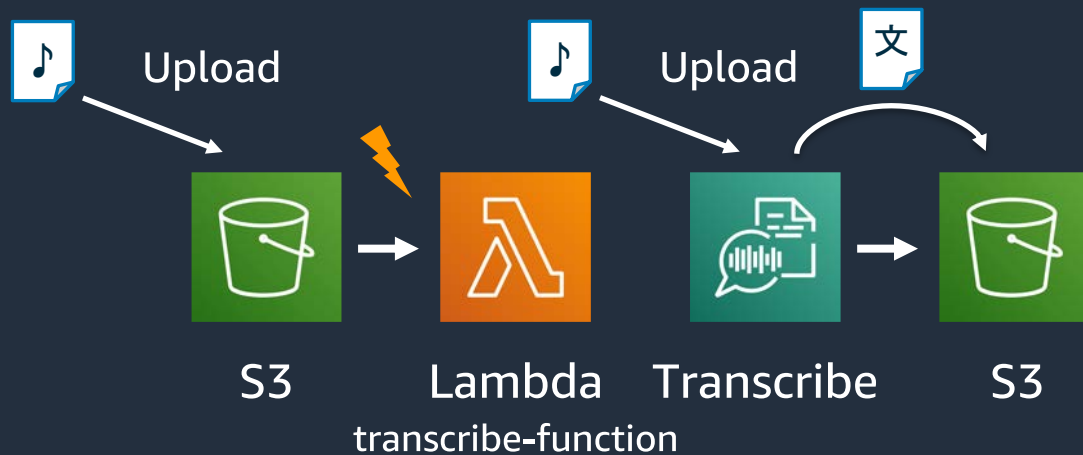 Upload
Upload
文
S3
Lambda
Transcribe
S3
transcribe-function